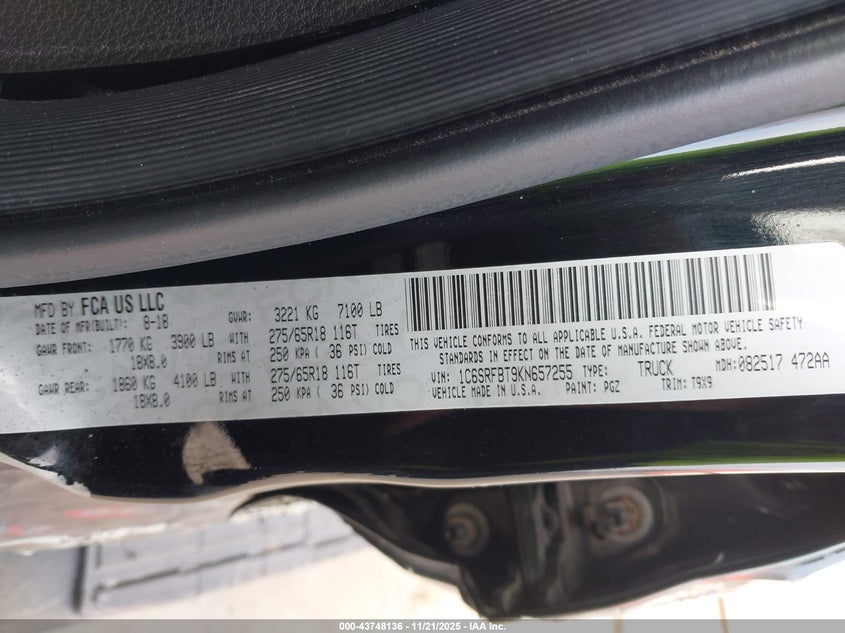 MFD BY FCA US LLC
DATE OF MFR(BUILT): 8-18 GVWR: 3221 KG 7100 LB
GAWR FRONT: 1770 KG 3900 LB WITH 275/65R18 116T TIRES
18X8.0 RIMS AT 250 KPA ( 36 PSI) COLD
GAWR REAR: 1860 KG 4100 LB WITH 275/65R18 116T TIRES
18X8.0 RIMS AT 250 KPA ( 36 PSI) COLD
THIS VEHICLE CONFORMS TO ALL APPLICABLE U.S.A. FEDERAL MOTOR VEHICLE SAFETY
STANDARDS IN EFFECT ON THE DATE OF MANUFACTURE SHOWN ABOVE.
VIN: 1C6SRFBT9KN657255 TYPE: TRUCK MDH:082517 472AA
VEHICLE MADE IN U.S.A. PAINT: PGZ TRIM: T9X9
000-43748136 - 11/21/2025 - IAA Inc.